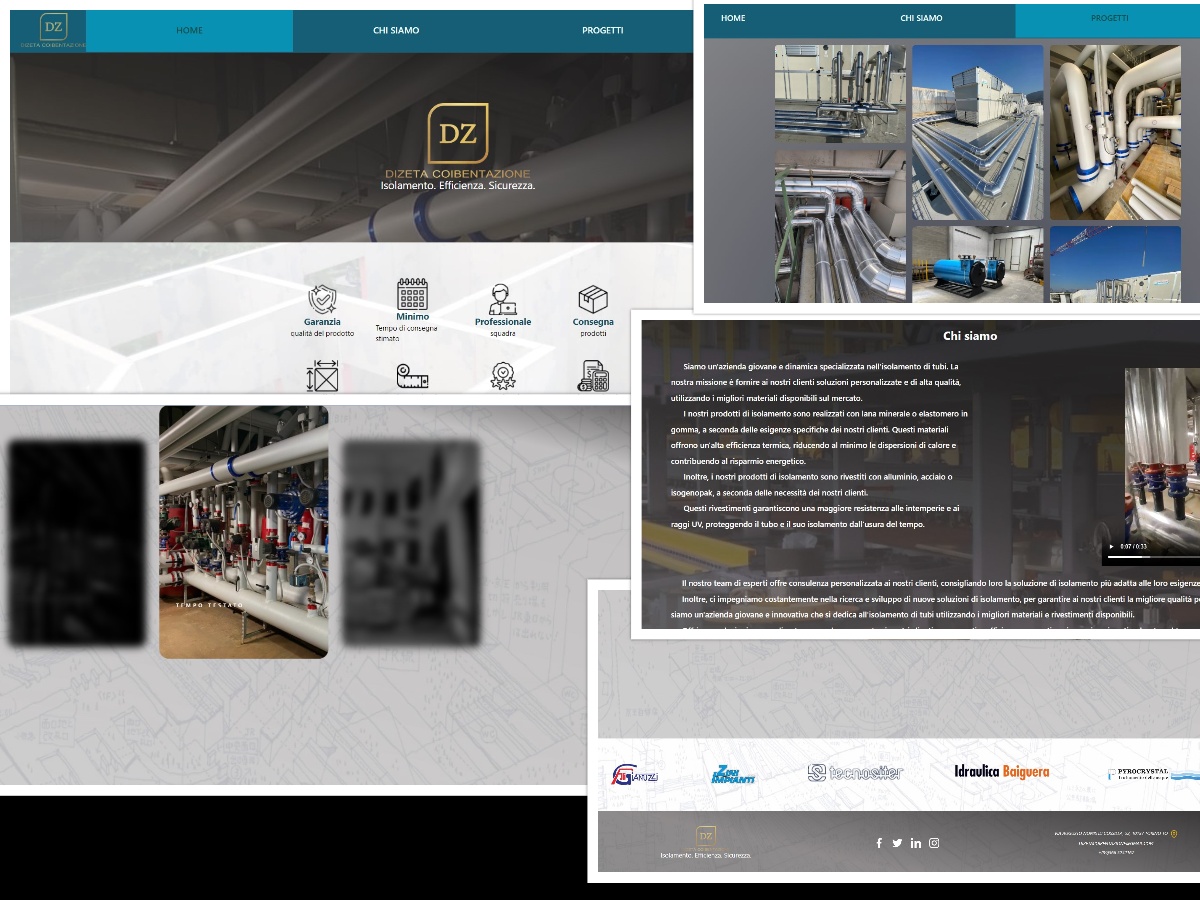 DZ
DIZETA COIBENTAZIONE
HOME
CHI SIAMO
PROGETTI
DZ
DIZETA COIBENTAZIONE
Isolamento. Efficienza. Sicurezza.
Garanzia
qualità del prodotto
Minimo
Tempo di consegna
stimato
Professionale
squadra
Consegna
prodotti
HOME
CHI SIAMO
PROGETTI
Chi siamo
Siamo un'azienda giovane e dinamica specializzata nell'isolamento di tubi. La
nostra missione è fornire ai nostri clienti soluzioni personalizzate e di alta qualità,
utilizzando i migliori materiali disponibili sul mercato.
I nostri prodotti di isolamento sono realizzati con lana minerale o elastomero in
gomma, a seconda delle esigenze specifiche dei nostri clienti. Questi materiali
offrono un'alta efficienza termica, riducendo al minimo le dispersioni di calore e
contribuendo al risparmio energetico.
Inoltre, i nostri prodotti di isolamento sono rivestiti con alluminio, acciaio o
isogenopak, a seconda delle necessità dei nostri clienti.
Questi rivestimenti garantiscono una maggiore resistenza alle intemperie e ai
raggi UV, proteggendo il tubo e il suo isolamento dall'usura del tempo.
0:07 / 0:33
Il nostro team di esperti offre consulenza personalizzata ai nostri clienti, consigliando loro la soluzione di isolamento più adatta alle loro esigenze
Inoltre, ci impegniamo costantemente nella ricerca e sviluppo di nuove soluzioni di isolamento, per garantire ai nostri clienti la migliore qualità
siamo un'azienda giovane e innovativa che si dedica all'isolamento di tubi utilizzando i migliori materiali e rivestimenti disponibili.
TEMPO TESTATO
GIANUZZI
ZINI
IMPIANTI
tecnositer
Idraulica Baiguera
PYROCRYSTAL
DZ
DIZETA COIBENTAZIONE
Isolamento. Efficienza. Sicurezza.